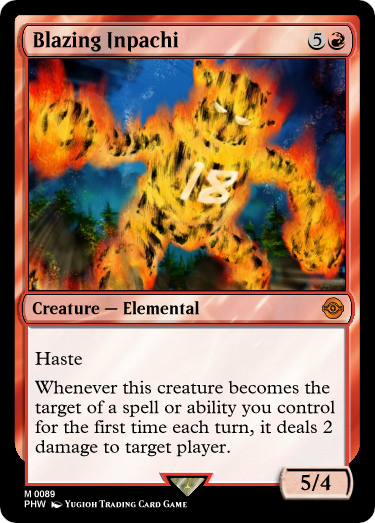 Blazing Inpachi 5
18
Creature — Elemental
Haste
Whenever this creature becomes the
target of a spell or ability you control
for the first time each turn, it deals 2
damage to target player.
5/4
M 0089
PHW Yugioh Trading Card Game